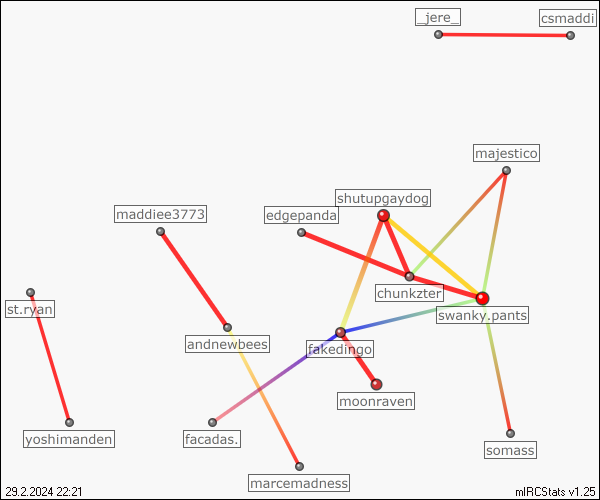 _jere_
csmaddi
majestico
shutupgaydog
maddiee3773
edgepanda
chunkzter
st.ryan
swanky.pants
andnewbees
fakedingo
moonraven
yoshimanden
facadas.
somass
marcemadness
29.2.2024 22:21
mIRCStats v1.25